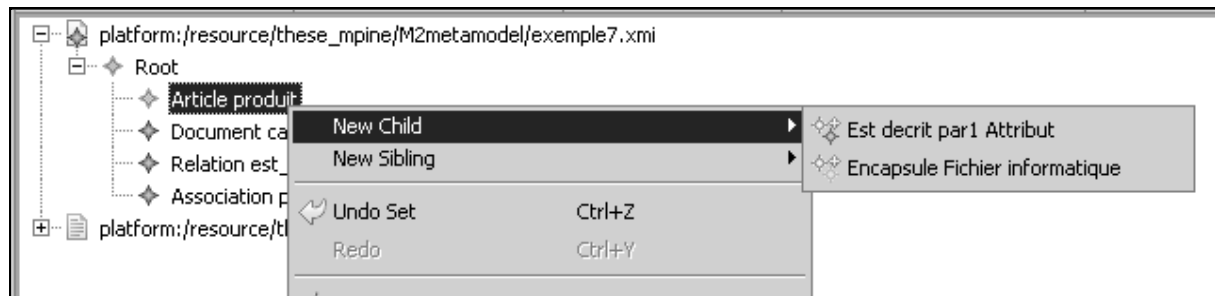 platform:/resource/these_mpine/M2metamodel/exemple7.xmi
Root
Article produit
New Child
Est decrit par1 Attribut
Document ca
New Sibling
Encapsule Fichier informatique
Relation est_
Association p
Undo Set Ctrl+Z
platform:/resource/t
Redo Ctrl+Y